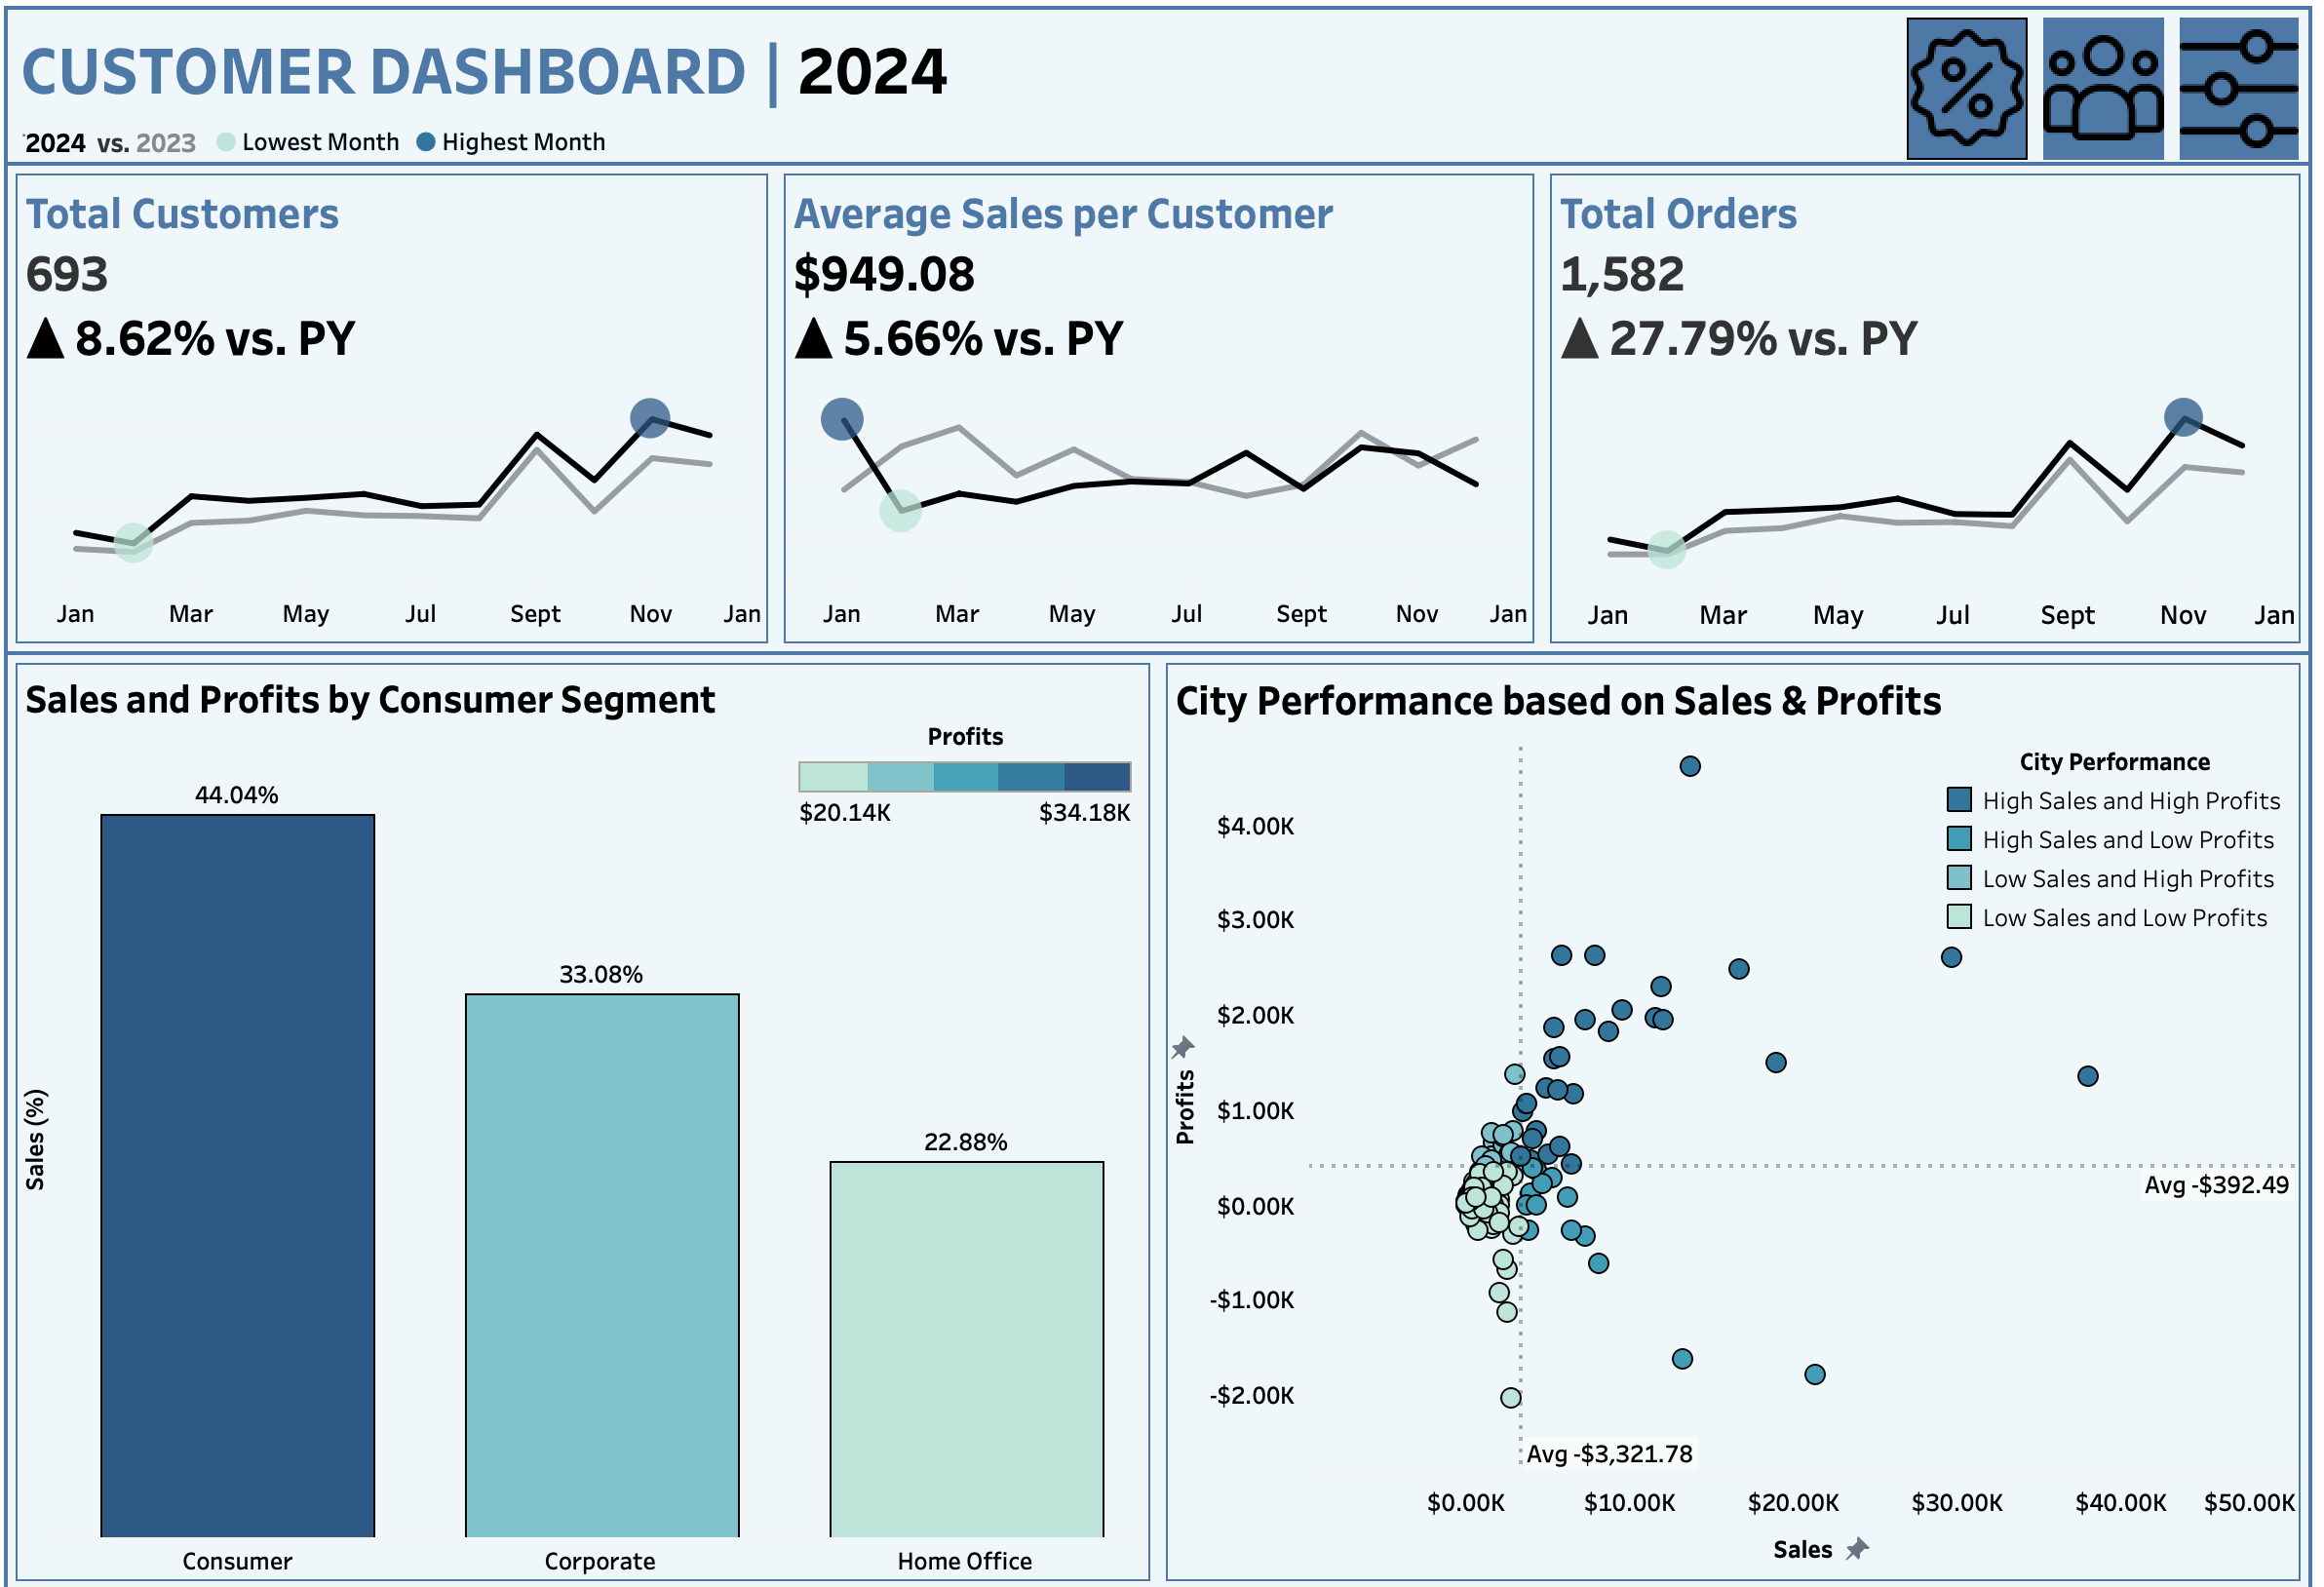 CUSTOMER DASHBOARD | 2024
2024 vs. 2023 Lowest Month Highest Month
Total Customers
693
▲ 8.62% vs. PY
Jan Mar May Jul Sept Nov Jan
Average Sales per Customer
$949.08
▲ 5.66% vs. PY
Jan Mar May Jul Sept Nov Jan
Total Orders
1,582
▲ 27.79% vs. PY
Jan Mar May Jul Sept Nov Jan
Sales and Profits by Consumer Segment
Profits
$20.14K $34.18K
44.04%
33.08%
22.88%
Sales (%)
Consumer Corporate Home Office
City Performance based on Sales & Profits
City Performance
High Sales and High Profits
High Sales and Low Profits
Low Sales and High Profits
Low Sales and Low Profits
$4.00K
$3.00K
$2.00K
$1.00K
$0.00K
-$1.00K
-$2.00K
Profits
Avg -$392.49
Avg -$3,321.78
$0.00K $10.00K $20.00K $30.00K $40.00K $50.00K
Sales